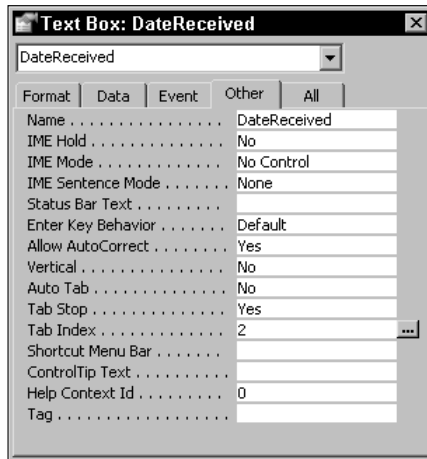 Text Box: DateReceived
DateReceived
Format Data Event Other All
Name . . . . . . . . . . . . . . . . DateReceived
IME Hold . . . . . . . . . . . . . . No
IME Mode . . . . . . . . . . . . . No Control
IME Sentence Mode . . . . . . . None
Status Bar Text . . . . . . . . .
Enter Key Behavior . . . . . . . Default
Allow AutoCorrect . . . . . . . . Yes
Vertical . . . . . . . . . . . . . . . No
Auto Tab . . . . . . . . . . . . . . No
Tab Stop . . . . . . . . . . . . . . Yes
Tab Index . . . . . . . . . . . . . 2 ...
Shortcut Menu Bar . . . . . . .
ControlTip Text . . . . . . . . . .
Help Context Id . . . . . . . . . 0
Tag . . . . . . . . . . . . . . . . . .